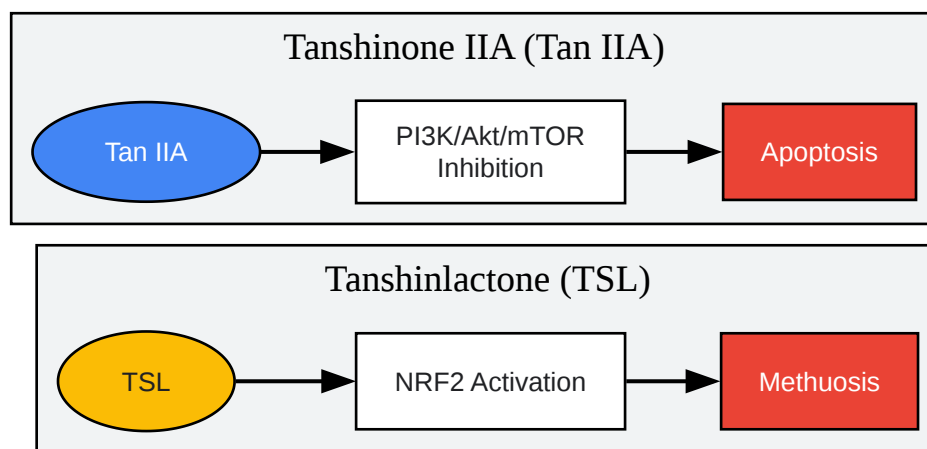 Tanshinone IIA (Tan IIA)
Tan IIA
PI3K/Akt/mTOR
Inhibition
Apoptosis
Tanshinlactone (TSL)
TSL
NRF2 Activation
Methuosis